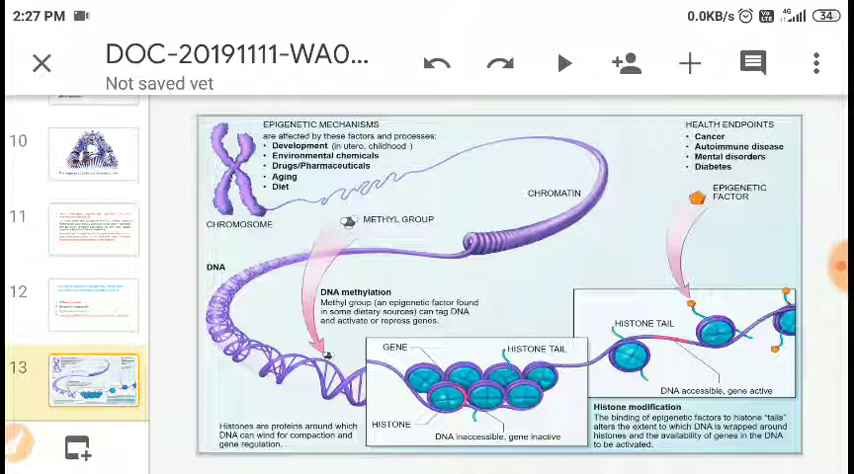 2:27 PM
0.0KB/s
4G
34
DOC-20191111-WA0...
Not saved yet
10
11
12
13
EPIGENETIC MECHANISMS
are affected by these factors and processes:
• Development (in utero, childhood )
• Environmental chemicals
• Drugs/Pharmaceuticals
• Aging
• Diet
HEALTH ENDPOINTS
• Cancer
• Autoimmune disease
• Mental disorders
• Diabetes
EPIGENETIC
FACTOR
CHROMATIN
METHYL GROUP
CHROMOSOME
DNA
DNA methylation
Methyl group (an epigenetic factor found
in some dietary sources) can tag DNA
and activate or repress genes.
HISTONE TAIL
GENE
HISTONE TAIL
DNA accessible, gene active
HISTONE
DNA inaccessible, gene inactive
Histones are proteins around which
DNA can wind for compaction and
gene regulation.
Histone modification
The binding of epigenetic factors to histone “tails”
alters the extent to which DNA is wrapped around
histones and the availability of genes in the DNA
to be activated.